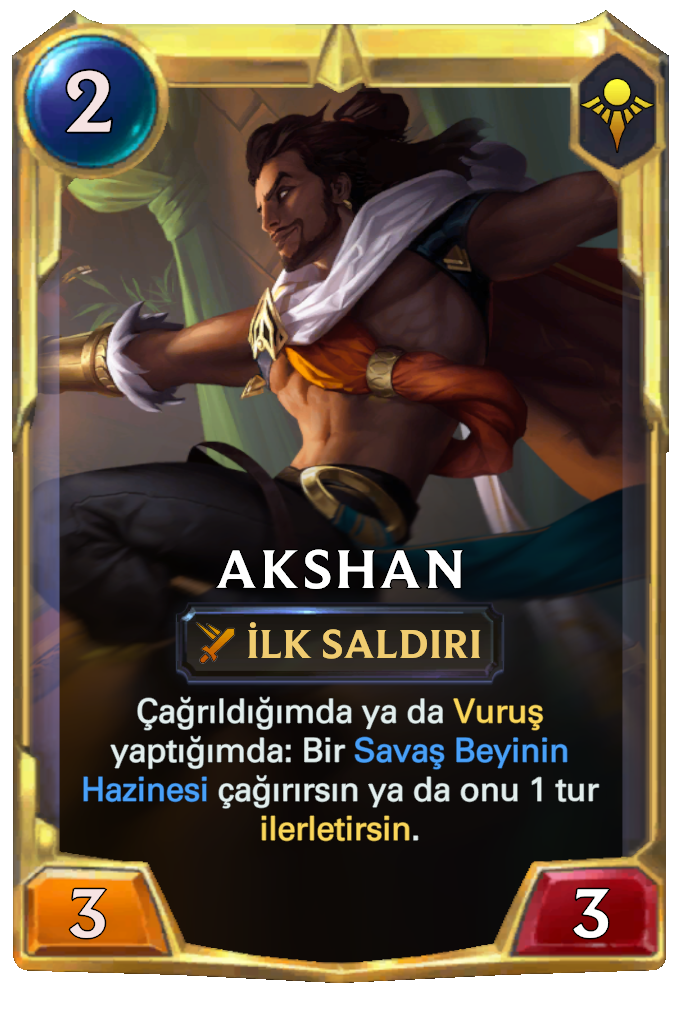 2
AKSHAN
İLK SALDIRI
Çağrıldığımda ya da Vuruş
yaptığımda: Bir Savaş Beyinin
Hazinesi çağırırsın ya da onu 1 tur
ilerletirsin.
3
3